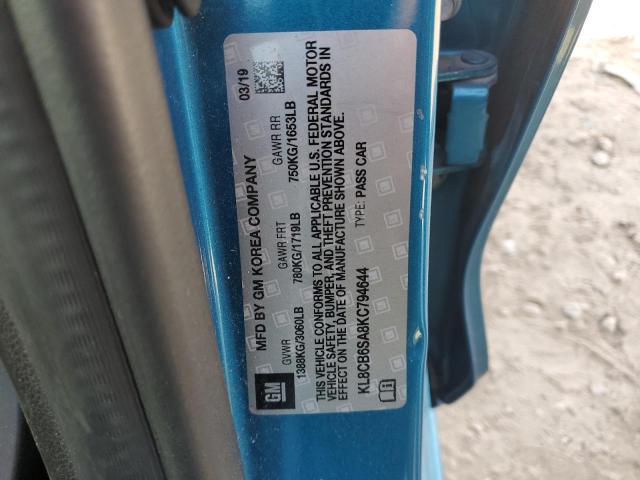 MFD BY GM KOREA COMPANY 03/19
GVWR GAWR FRT GAWR RR
1388KG/3060LB 780KG/1719LB 750KG/1653LB
THIS VEHICLE CONFORMS TO ALL APPLICABLE U.S. FEDERAL MOTOR
VEHICLE SAFETY, BUMPER, AND THEFT PREVENTION STANDARDS IN
EFFECT ON THE DATE OF MANUFACTURE SHOWN ABOVE.
KL8CB6SA8KC794644 TYPE: PASS CAR
GM